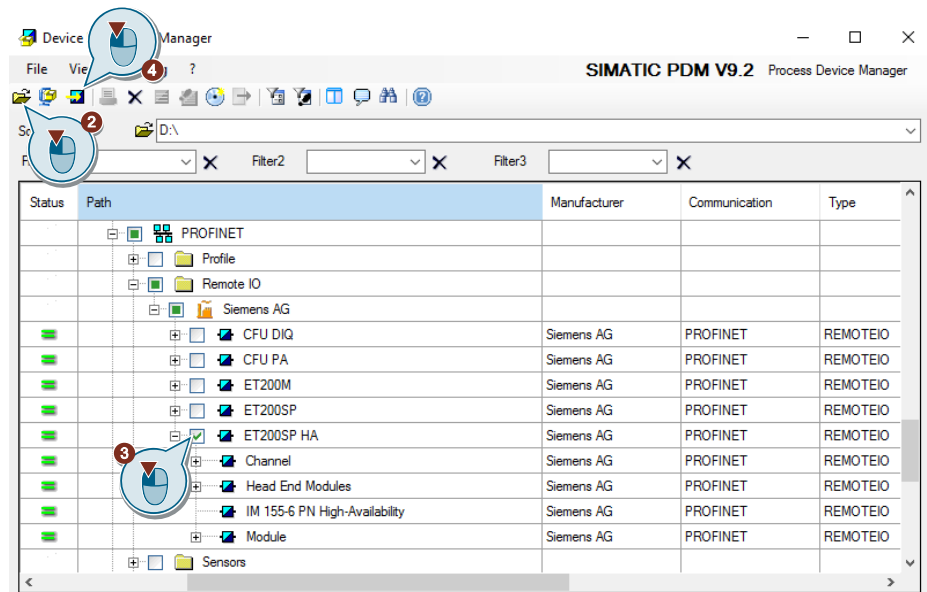 Device Manager
File Vie ?
SIMATIC PDM V9.2 Process Device Manager
4
2
D:\
Filter2 Filter3
Status Path Manufacturer Communication Type
PROFINET
Profile
Remote IO
Siemens AG
CFU DIQ Siemens AG PROFINET REMOTEIO
CFU PA Siemens AG PROFINET REMOTEIO
ET200M Siemens AG PROFINET REMOTEIO
ET200SP Siemens AG PROFINET REMOTEIO
ET200SP HA Siemens AG PROFINET REMOTEIO
3
Channel Siemens AG PROFINET REMOTEIO
Head End Modules Siemens AG PROFINET REMOTEIO
IM 155-6 PN High-Availability Siemens AG PROFINET REMOTEIO
Module Siemens AG PROFINET REMOTEIO
Sensors